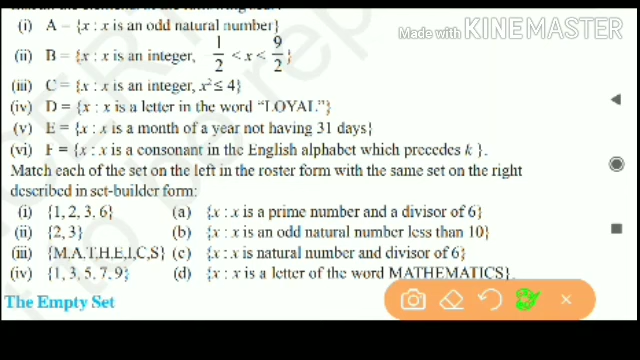 Made with KINEMASTER
(i) A = {x : x is an odd natural number}
(ii) B = {x : x is an integer, -1/2 < x < 9/2}
(iii) C = {x : x is an integer, x² ≤ 4}
(iv) D = {x : x is a letter in the word "LOYAL"}
(v) E = {x : x is a month of a year not having 31 days}
(vi) F = {x : x is a consonant in the English alphabet which precedes k }.
Match each of the set on the left in the roster form with the same set on the right
described in set-builder form:
(i) {1, 2, 3, 6} (a) {x : x is a prime number and a divisor of 6}
(ii) {2, 3} (b) {x : x is an odd natural number less than 10}
(iii) {M,A,T,H,E,I,C,S} (c) {x : x is natural number and divisor of 6}
(iv) {1, 3, 5, 7, 9} (d) {x : x is a letter of the word MATHEMATICS}.
The Empty Set